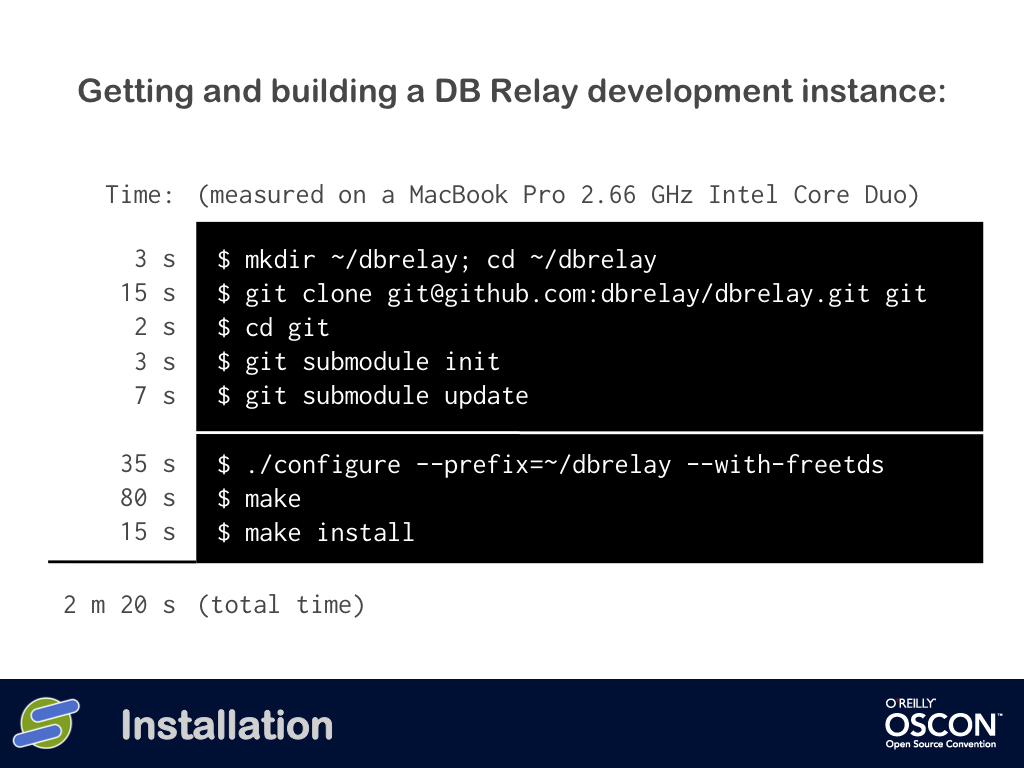 Getting and building a DB Relay development instance:
Time: (measured on a MacBook Pro 2.66 GHz Intel Core Duo)
3 s $ mkdir ~/dbrelay; cd ~/dbrelay
15 s $ git clone git@github.com:dbrelay/dbrelay.git git
2 s $ cd git
3 s $ git submodule init
7 s $ git submodule update
35 s $ ./configure --prefix=~/dbrelay --with-freetds
80 s $ make
15 s $ make install
2 m 20 s (total time)
Installation
O REILLY'
OSCON™
Open Source Convention